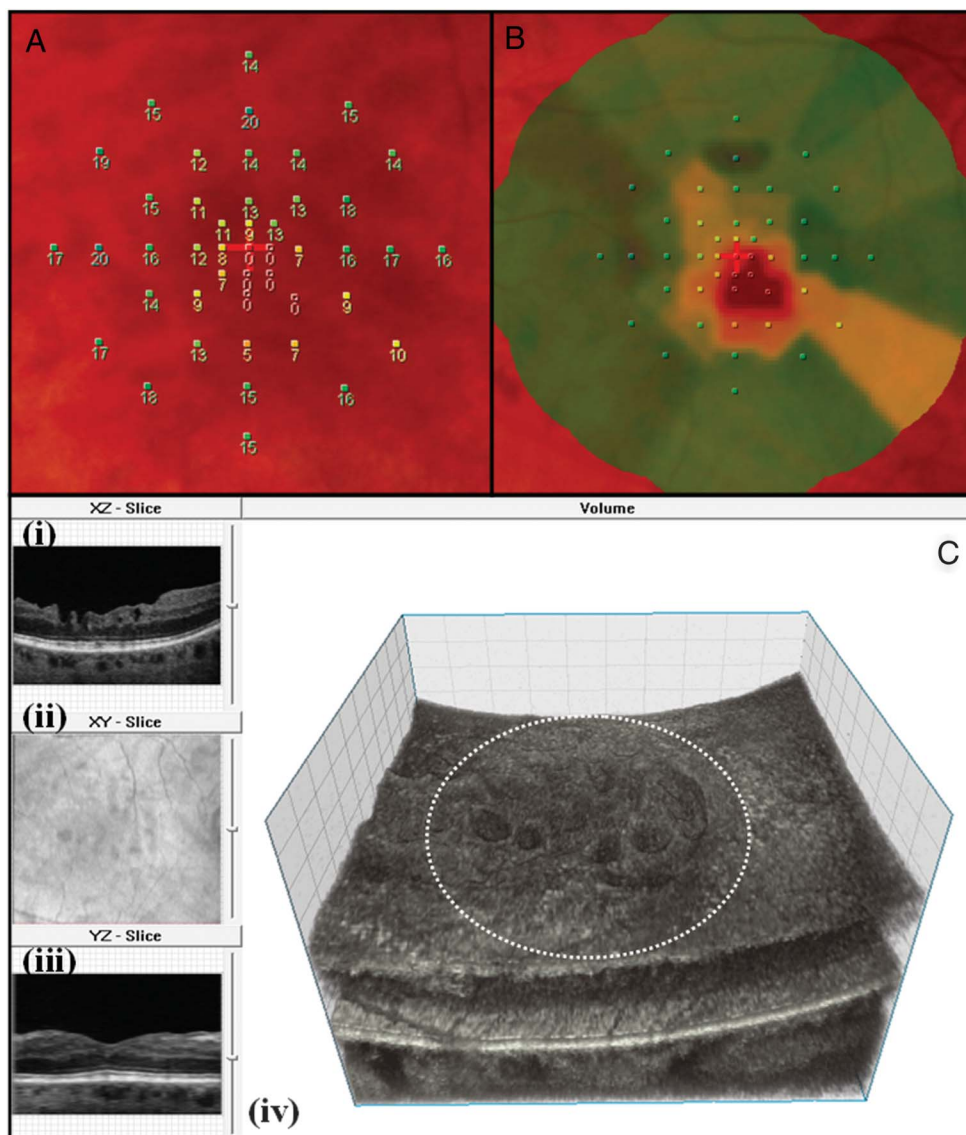 A
B
14
15 15
20
19 12 14 14 14
15 11 13 13 18
11 9 13
17 20 16 12 8 0 0 7 16 17 16
7 0 0
14 9 0 0 9
17 13 5 7 10
18 15 16
15
XZ - Slice
Volume
(i)
C
(ii)
XY - Slice
YZ - Slice
(iii)
(iv)